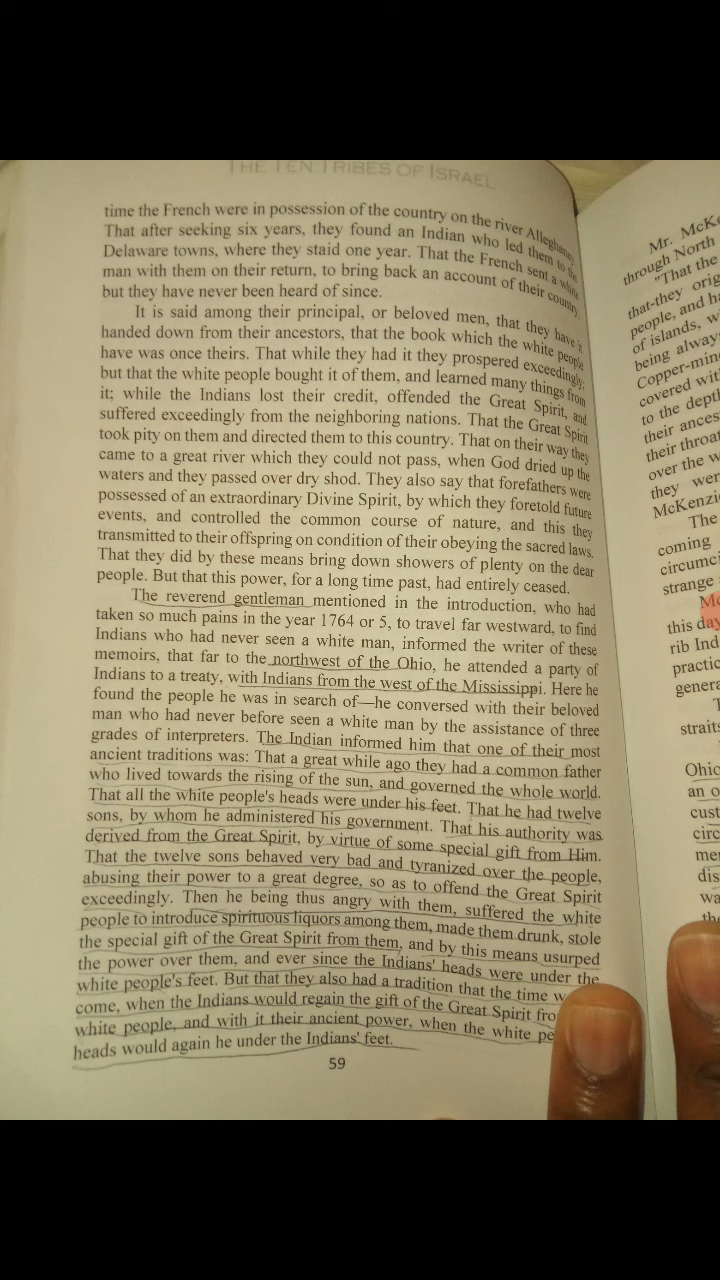 THE TEN TRIBES OF ISRAEL
time the French were in possession of the country on the river Alleghaney.
That after seeking six years, they found an Indian who led them to the
Delaware towns, where they staid one year. That the French sent a white
man with them on their return, to bring back an account of their country,
but they have never been heard of since.
It is said among their principal, or beloved men, that they have it
handed down from their ancestors, that the book which the white people
have was once theirs. That while they had it they prospered exceedingly;
but that the white people bought it of them, and learned many things from
it; while the Indians lost their credit, offended the Great Spirit, and
suffered exceedingly from the neighboring nations. That the Great Spirit
took pity on them and directed them to this country. That on their way they
came to a great river which they could not pass, when God dried up the
waters and they passed over dry shod. They also say that forefathers were
possessed of an extraordinary Divine Spirit, by which they foretold future
events, and controlled the common course of nature, and this they
transmitted to their offspring on condition of their obeying the sacred laws.
That they did by these means bring down showers of plenty on the dear
people. But that this power, for a long time past, had entirely ceased.
The reverend gentleman mentioned in the introduction, who had
taken so much pains in the year 1764 or 5, to travel far westward, to find
Indians who had never seen a white man, informed the writer of these
memoirs, that far to the northwest of the Ohio, he attended a party of
Indians to a treaty, with Indians from the west of the Mississippi. Here he
found the people he was in search of—he conversed with their beloved
man who had never before seen a white man by the assistance of three
grades of interpreters. The Indian informed him that one of their most
ancient traditions was: That a great while ago they had a common father
who lived towards the rising of the sun, and governed the whole world.
That all the white people's heads were under his feet. That he had twelve
sons, by whom he administered his government. That his authority was
derived from the Great Spirit, by virtue of some special gift from Him.
That the twelve sons behaved very bad and tyranized over the people,
abusing their power to a great degree, so as to offend the Great Spirit
exceedingly. Then he being thus angry with them, suffered the white
people to introduce spirituous liquors among them, made them drunk, stole
the special gift of the Great Spirit from them, and by this means usurped
the power over them, and ever since the Indians' heads were under the
white people's feet. But that they also had a tradition that the time w
come, when the Indians would regain the gift of the Great Spirit fro
white people, and with it their ancient power, when the white pe
heads would again he under the Indians' feet.
59
Mr. McKe
through North
"That the
that-they orig
people, and ha
of islands, w
being alway
Copper-min
covered wit
to the dept
their ances
their throat
over the w
they wer
McKenzie
The
coming
circumci
strange
Mc
this day
rib Ind
practic
genera
T
straits
Ohio
an o
cust
circ
mer
dis
wa
the